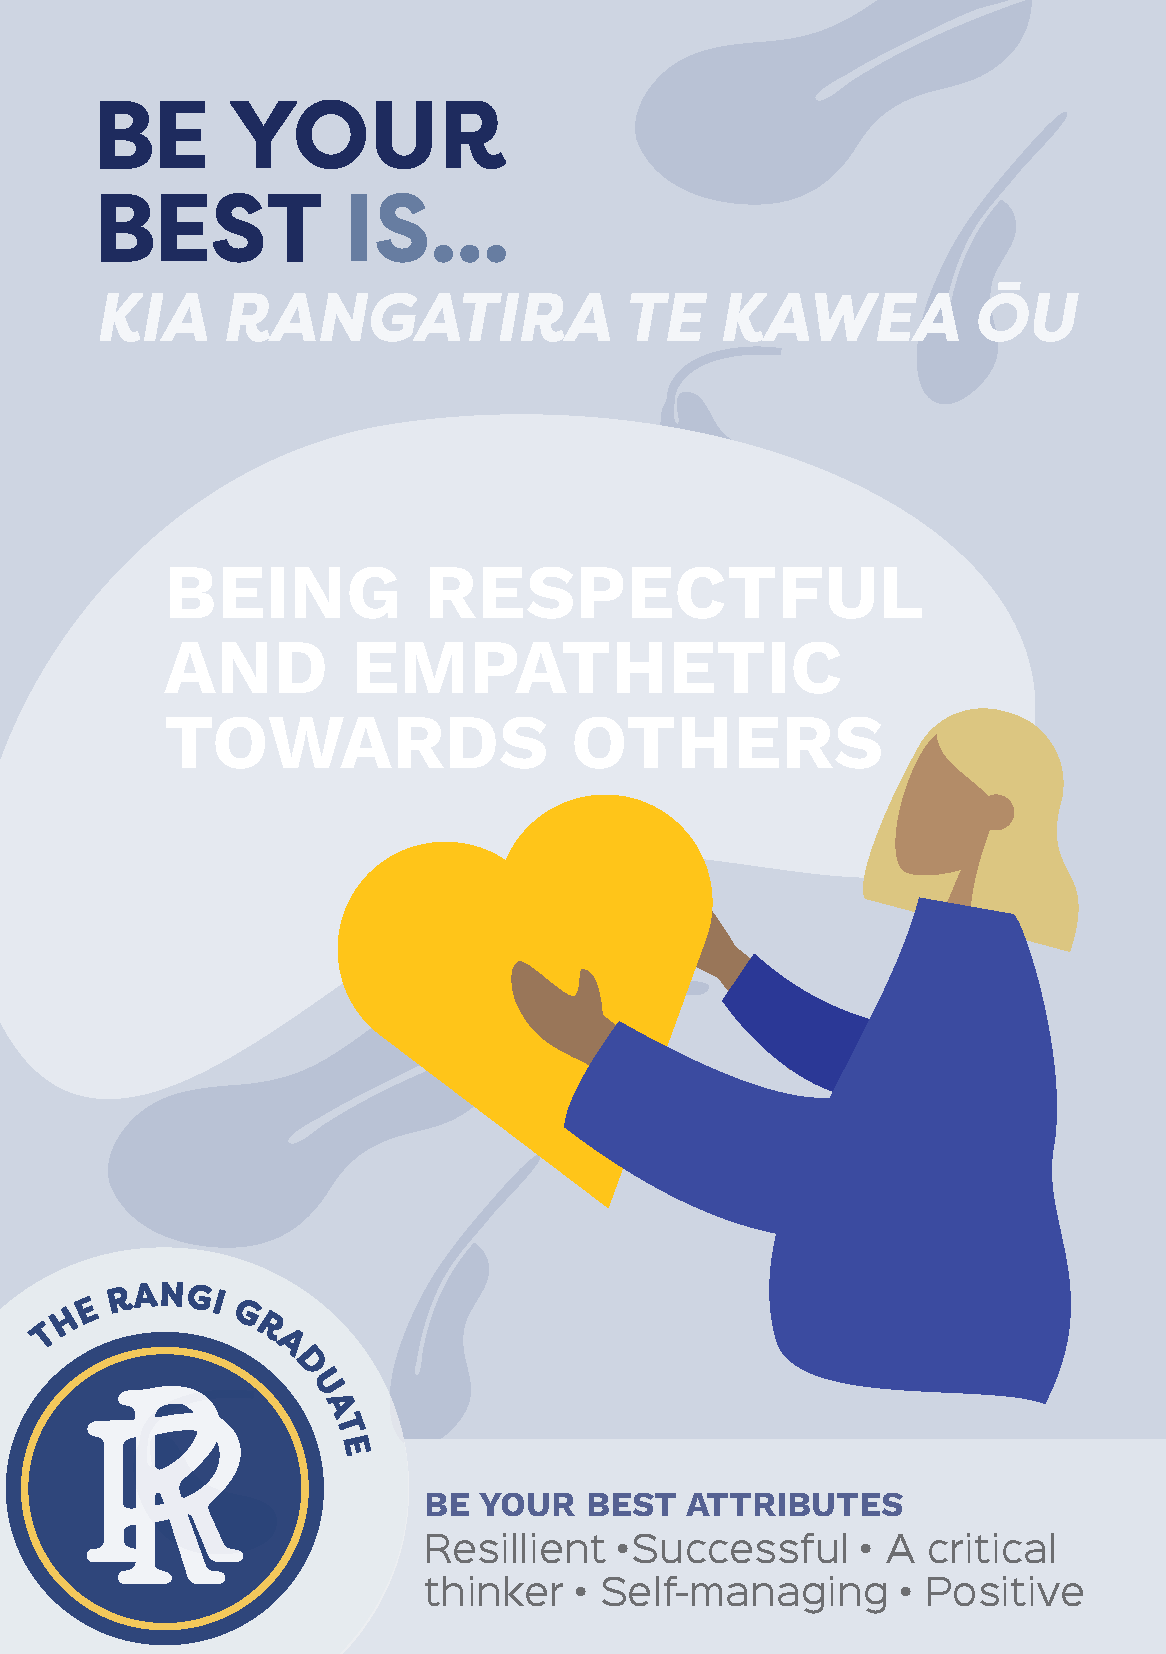 BE YOUR
BEST IS...
KIA RANGATIRA TE KAWEA ŌU
BEING RESPECTFUL
AND EMPATHETIC
TOWARDS OTHERS
THE RANGI GRADUATE
RR
BE YOUR BEST ATTRIBUTES
Resillient •Successful • A critical
thinker • Self-managing • Positive